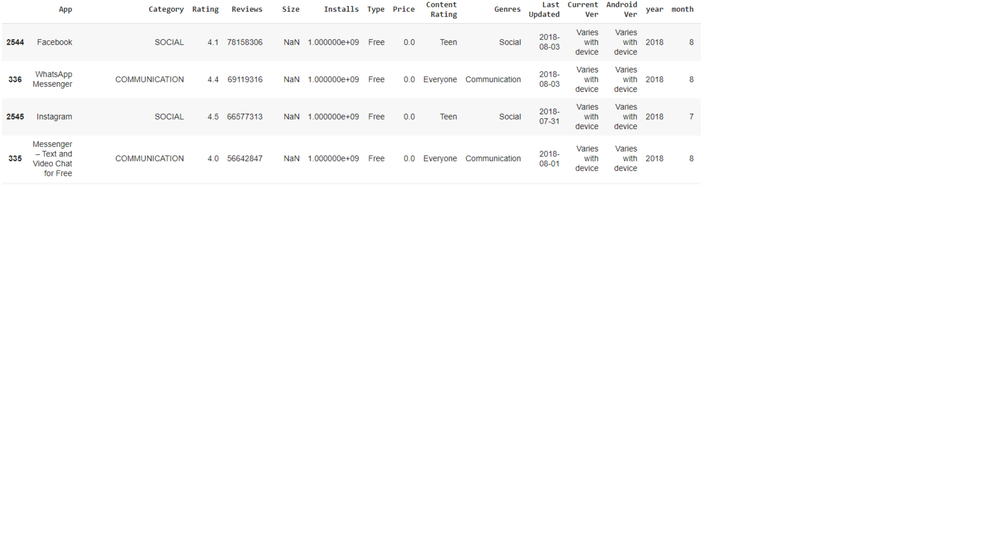 App Category Rating Reviews Size Installs Type Price Content Rating Genres Last Updated Current Ver Android Ver year month
2544 Facebook SOCIAL 4.1 78158306 NaN 1.000000e+09 Free 0.0 Teen Social 2018-08-03 Varies with device Varies with device 2018 8
336 WhatsApp Messenger COMMUNICATION 4.4 69119316 NaN 1.000000e+09 Free 0.0 Everyone Communication 2018-08-03 Varies with device Varies with device 2018 8
2545 Instagram SOCIAL 4.5 66577313 NaN 1.000000e+09 Free 0.0 Teen Social 2018-07-31 Varies with device Varies with device 2018 7
335 Messenger – Text and Video Chat for Free COMMUNICATION 4.0 56642847 NaN 1.000000e+09 Free 0.0 Everyone Communication 2018-08-01 Varies with device Varies with device 2018 8